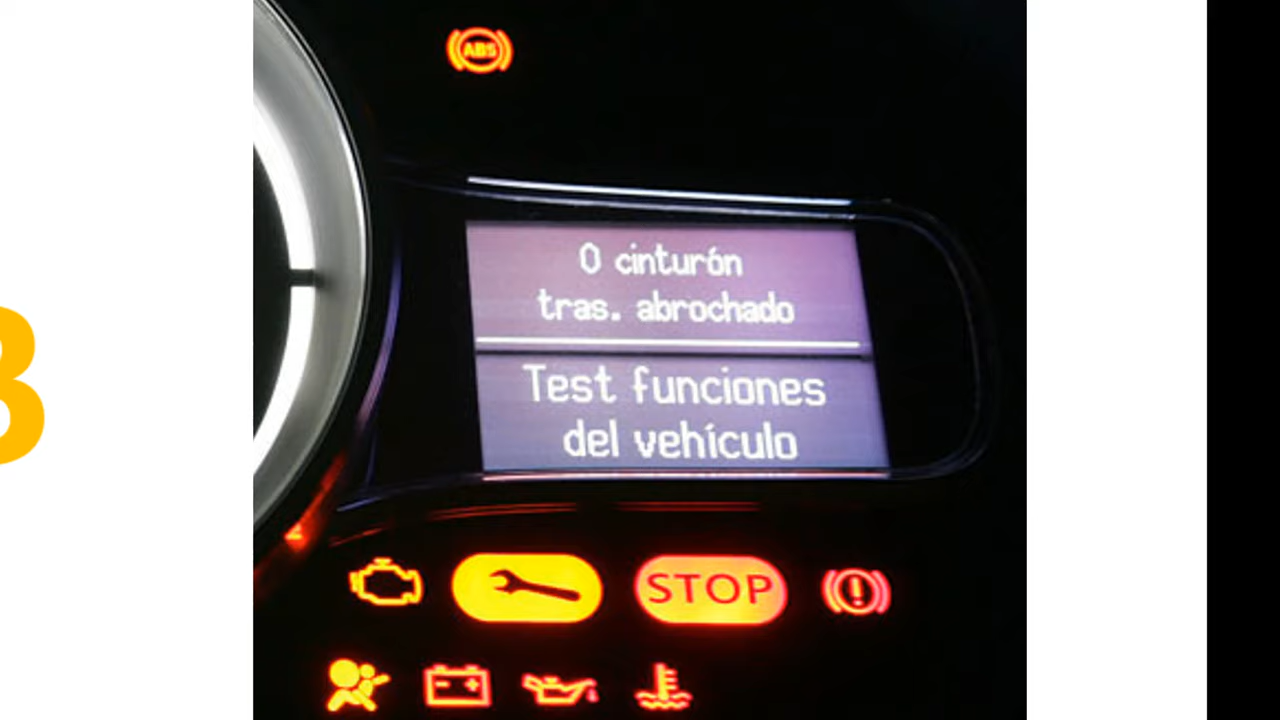 ABS
0 cinturón
tras. abrochado
Test funciones
del vehículo
STOP